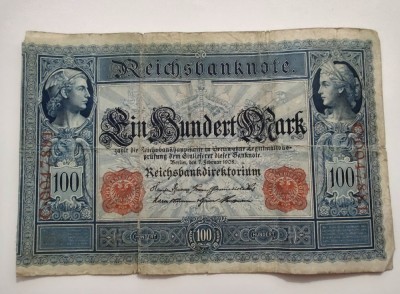 Reichsbanknote.
Ein Hundert Mark
zahlt die Reichsbankhauptkasse in Berlin ohne Legitimations-
prüfung dem Einlieferer dieser Banknote.
Berlin, den 7. Februar 1908.
Reichsbankdirektorium
100
100
100